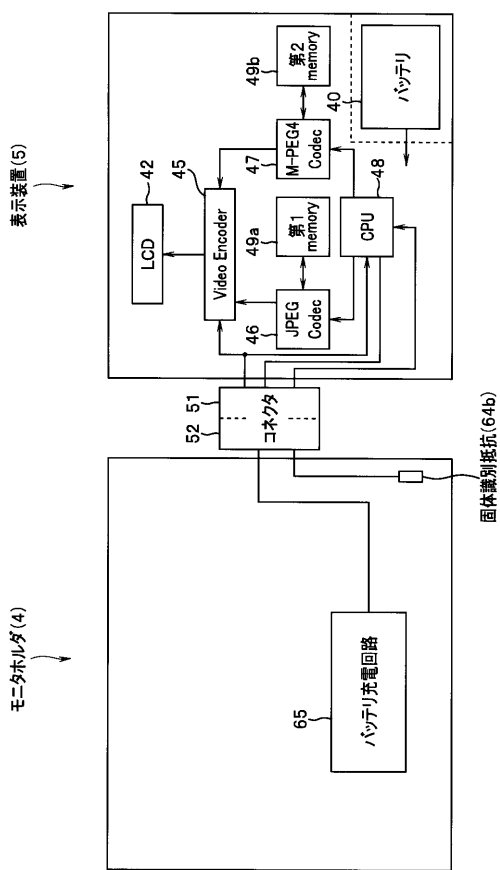 表示装置(5)
42
LCD
45
Video Encoder
49b
第2
memory
47
M-PEG4
Codec
49a
第1
memory
46
JPEG
Codec
40
バッテリ
48
CPU
52
51
コネクタ
モニタホルダ(4)
65
バッテリ充電回路
固体識別抵抗(64b)